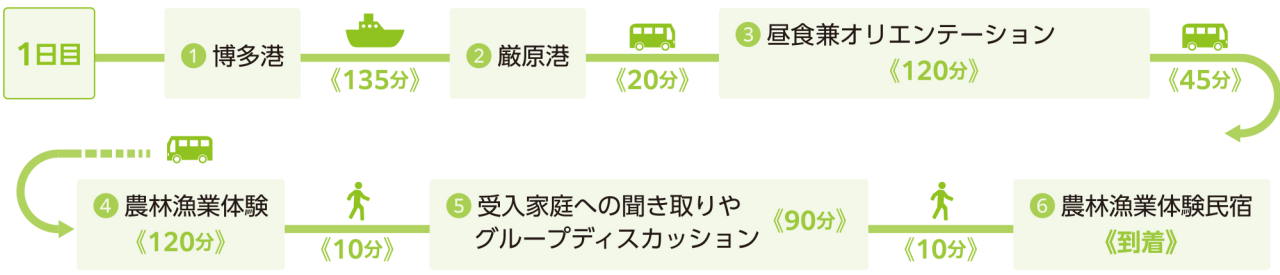 1日目
1 博多港
《135分》
2 厳原港
《20分》
3 昼食兼オリエンテーション
《120分》
《45分》
4 農林漁業体験
《120分》
《10分》
5 受入家庭への聞き取りや
グループディスカッション
《90分》
《10分》
6 農林漁業体験民宿
《到着》